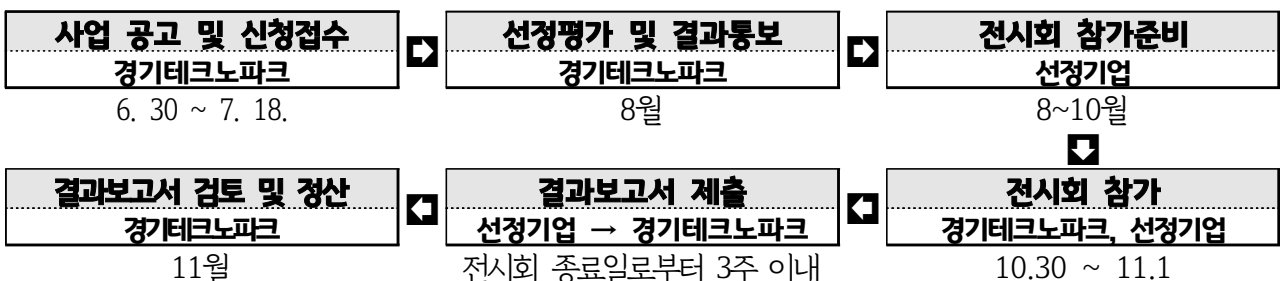 사업 공고 및 신청접수
경기테크노파크
6. 30 ~ 7. 18.
선정평가 및 결과통보
경기테크노파크
8월
전시회 참가준비
선정기업
8~10월
전시회 참가
경기테크노파크, 선정기업
10.30 ~ 11.1
결과보고서 제출
선정기업 → 경기테크노파크
전시회 종료일로부터 3주 이내
결과보고서 검토 및 정산
경기테크노파크
11월